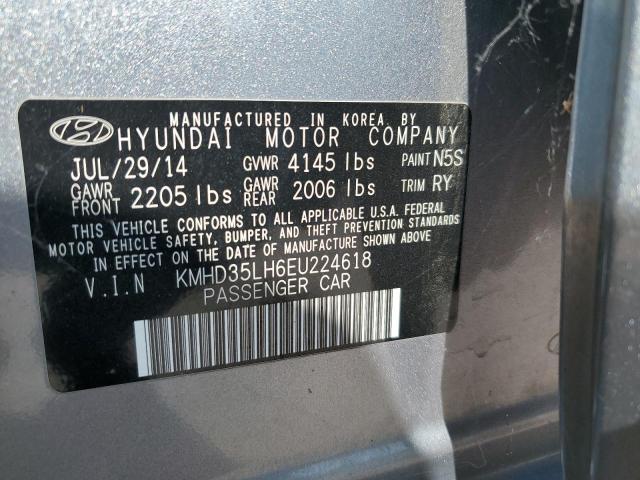 MANUFACTURED IN KOREA BY
HYUNDAI MOTOR COMPANY
JUL/29/14 GVWR 4145 lbs PAINT N5S
GAWR FRONT 2205 lbs GAWR REAR 2006 lbs TRIM RY
THIS VEHICLE CONFORMS TO ALL APPLICABLE U.S.A. FEDERAL
MOTOR VEHICLE SAFETY, BUMPER, AND THEFT PREVENTION STANDARDS
IN EFFECT ON THE DATE OF MANUFACTURE SHOWN ABOVE.
V.I.N KMHD35LH6EU224618
PASSENGER CAR